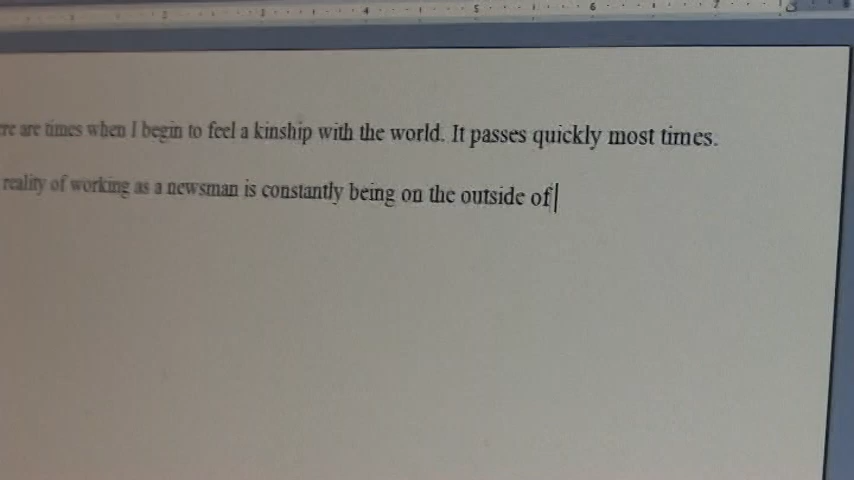 ere are times when I begin to feel a kinship with the world. It passes quickly most times.
reality of working as a newsman is constantly being on the outside of